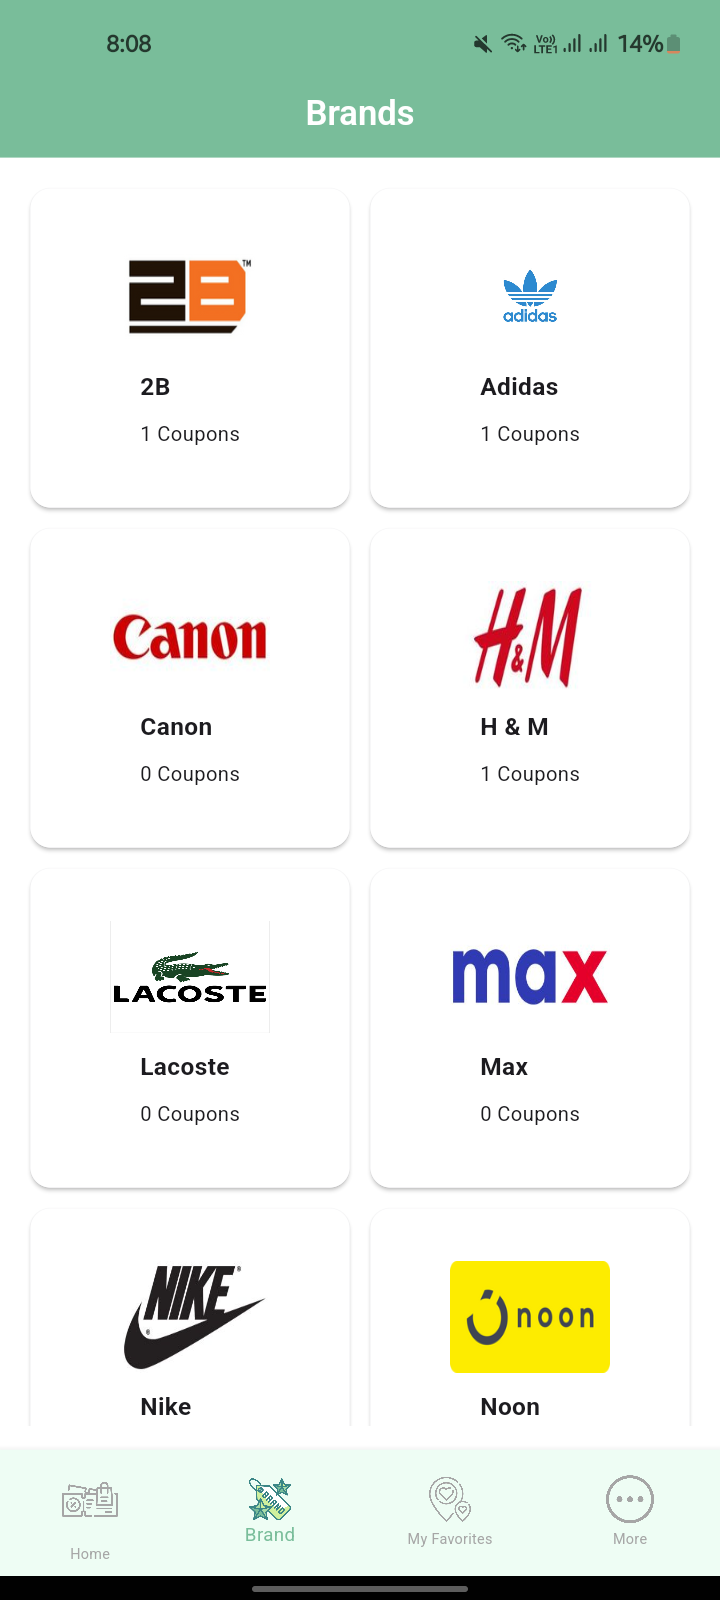 8:08 Vo)) LTE1 14%
Brands
2B™
adidas
2B
Adidas
1 Coupons
1 Coupons
Canon
H&M
Canon
H & M
0 Coupons
1 Coupons
LACOSTE
max
Lacoste
Max
0 Coupons
0 Coupons
NIKE®
®
noon
Nike
Noon
BRAND
Home
Brand
My Favorites
More